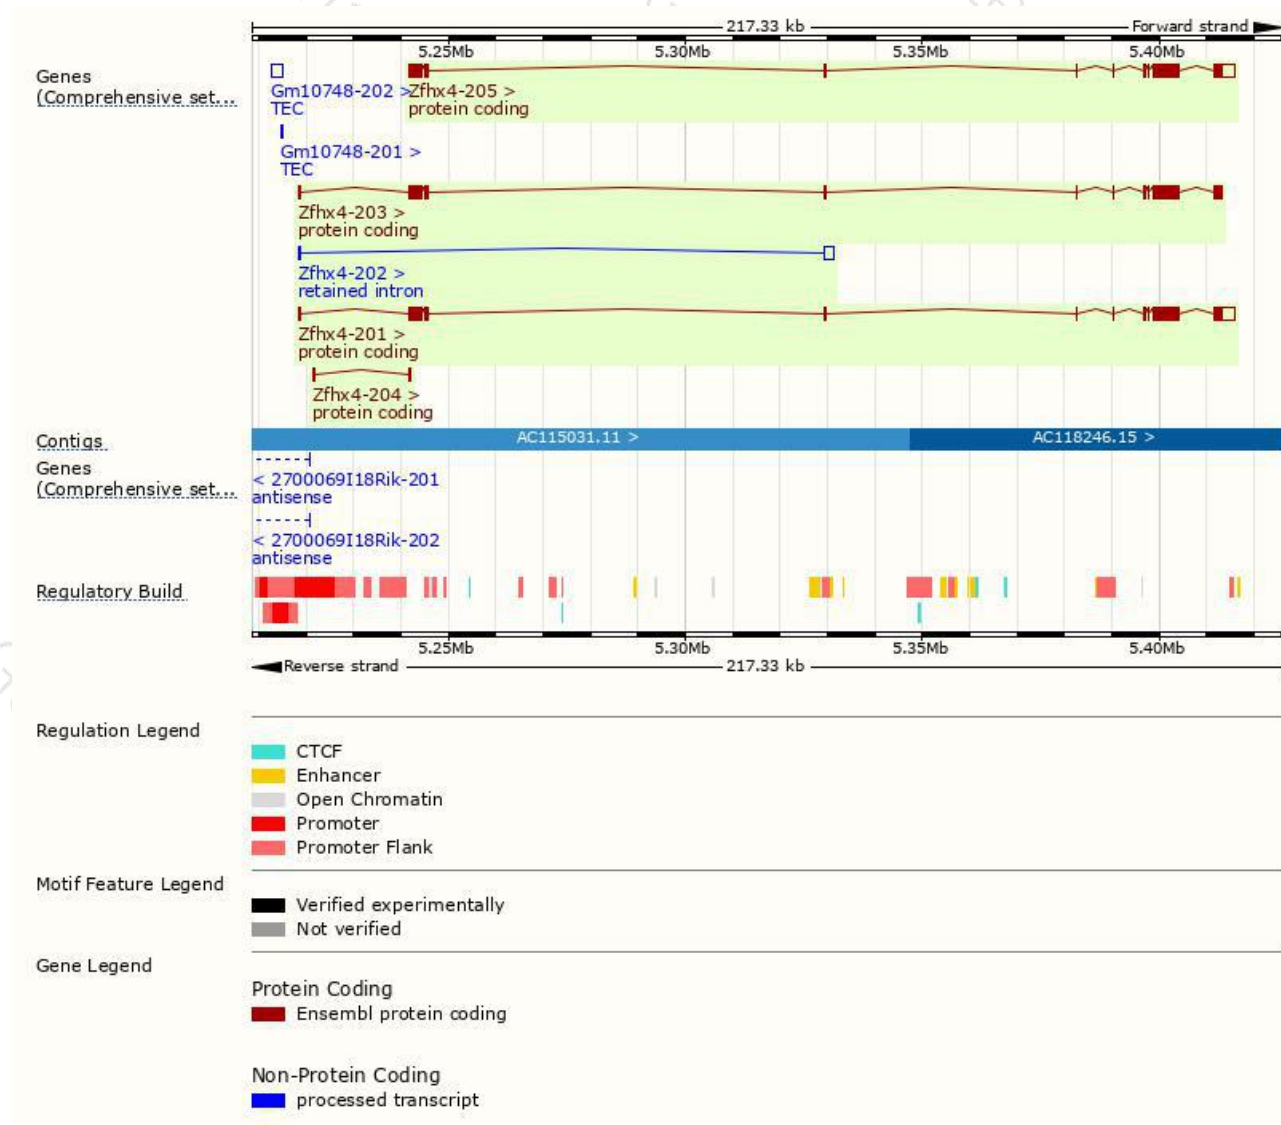 217.33 kb Forward strand
5.25Mb 5.30Mb 5.35Mb 5.40Mb
Genes
(Comprehensive set...
Gm10748-202 >
TEC
Zfhx4-205 >
protein coding
Gm10748-201 >
TEC
Zfhx4-203 >
protein coding
Zfhx4-202 >
retained intron
Zfhx4-201 >
protein coding
Zfhx4-204 >
protein coding
Contigs
AC115031.11 > AC118246.15 >
Genes
(Comprehensive set...
< 2700069I18Rik-201
antisense
< 2700069I18Rik-202
antisense
Regulatory Build
5.25Mb 5.30Mb 5.35Mb 5.40Mb
Reverse strand 217.33 kb
Regulation Legend
CTCF
Enhancer
Open Chromatin
Promoter
Promoter Flank
Motif Feature Legend
Verified experimentally
Not verified
Gene Legend
Protein Coding
Ensembl protein coding
Non-Protein Coding
processed transcript